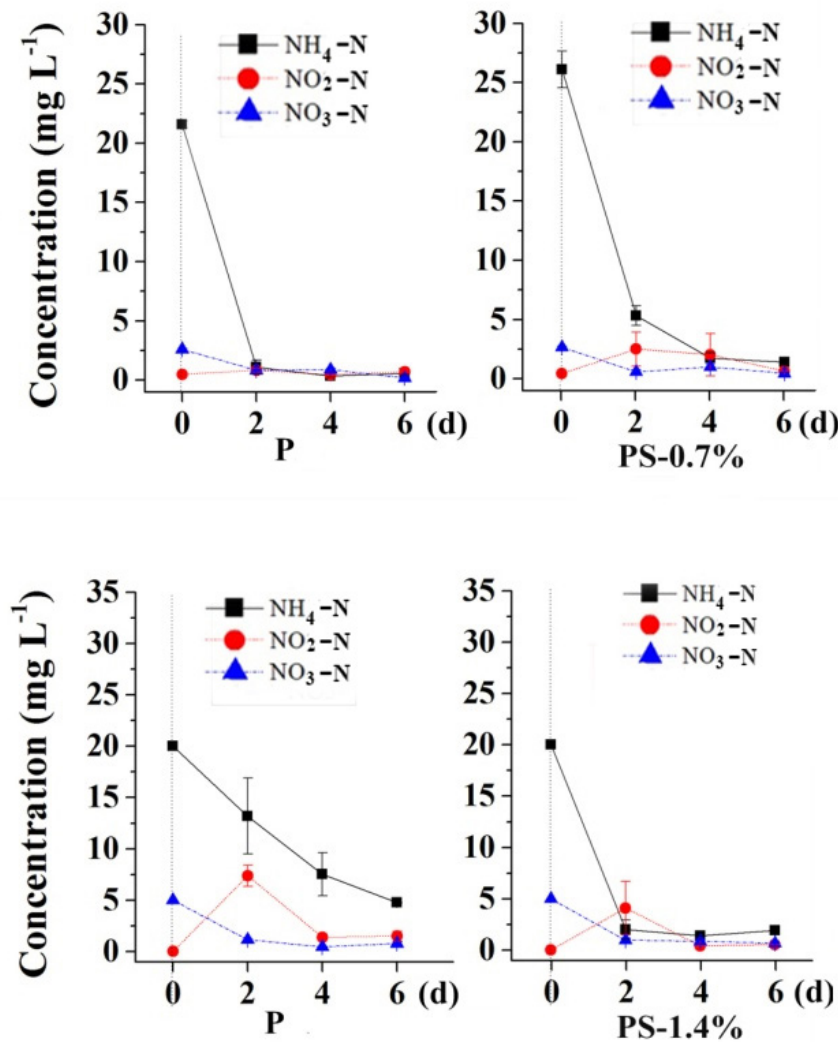 Concentration (mg L⁻¹)
30
25
20
15
10
5
0
NH₄-N
NO₂-N
NO₃-N
0 2 4 6 (d)
P
30
25
20
15
10
5
0
NH₄-N
NO₂-N
NO₃-N
0 2 4 6 (d)
PS-0.7%
Concentration (mg L⁻¹)
35
30
25
20
15
10
5
0
NH₄-N
NO₂-N
NO₃-N
0 2 4 6 (d)
P
35
30
25
20
15
10
5
0
NH₄-N
NO₂-N
NO₃-N
0 2 4 6 (d)
PS-1.4%